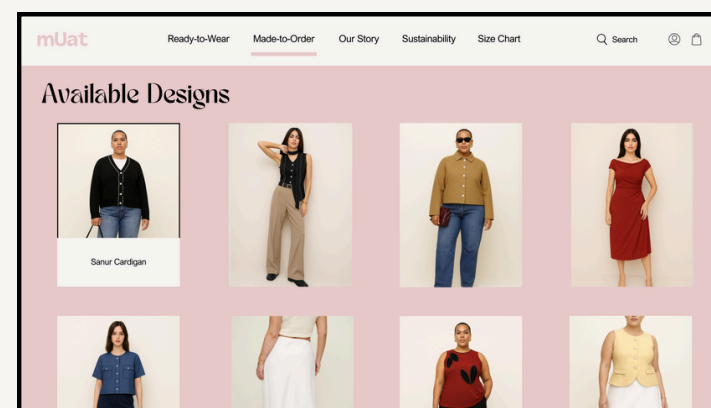 mUat
Ready-to-Wear Made-to-Order Our Story Sustainability Size Chart Search
Available Designs
Sanur Cardigan